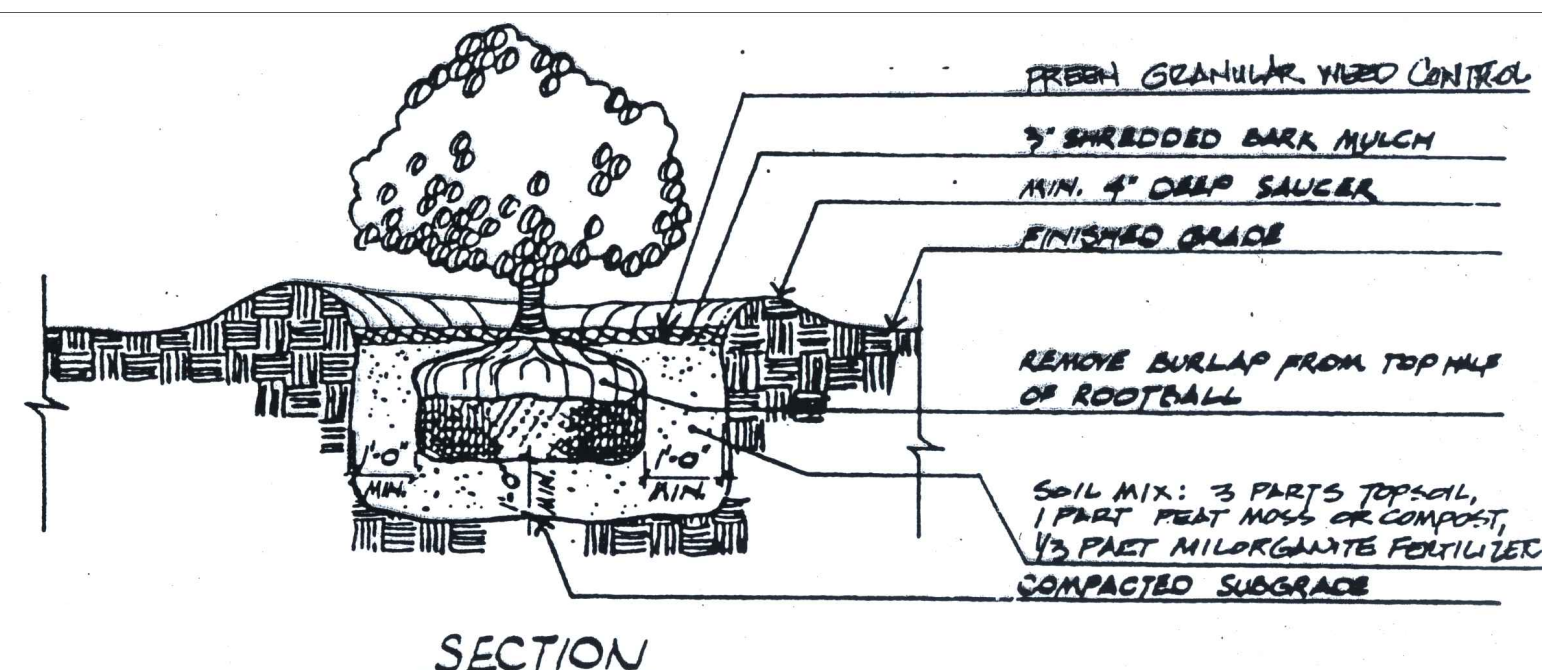 PREEN GRANULAR WEED CONTROL
3" SHREDDED BARK MULCH
MIN. 4" DEEP SAUCER
FINISHED GRADE
REMOVE BURLAP FROM TOP HALF
OF ROOTBALL
SOIL MIX: 3 PARTS TOPSOIL,
1 PART PEAT MOSS OR COMPOST,
1/3 PART MILORGANITE FERTILIZER
COMPACTED SUBGRADE
1'-0"
MIN.
1'-0"
MIN.
1'-0"
MIN.
SECTION